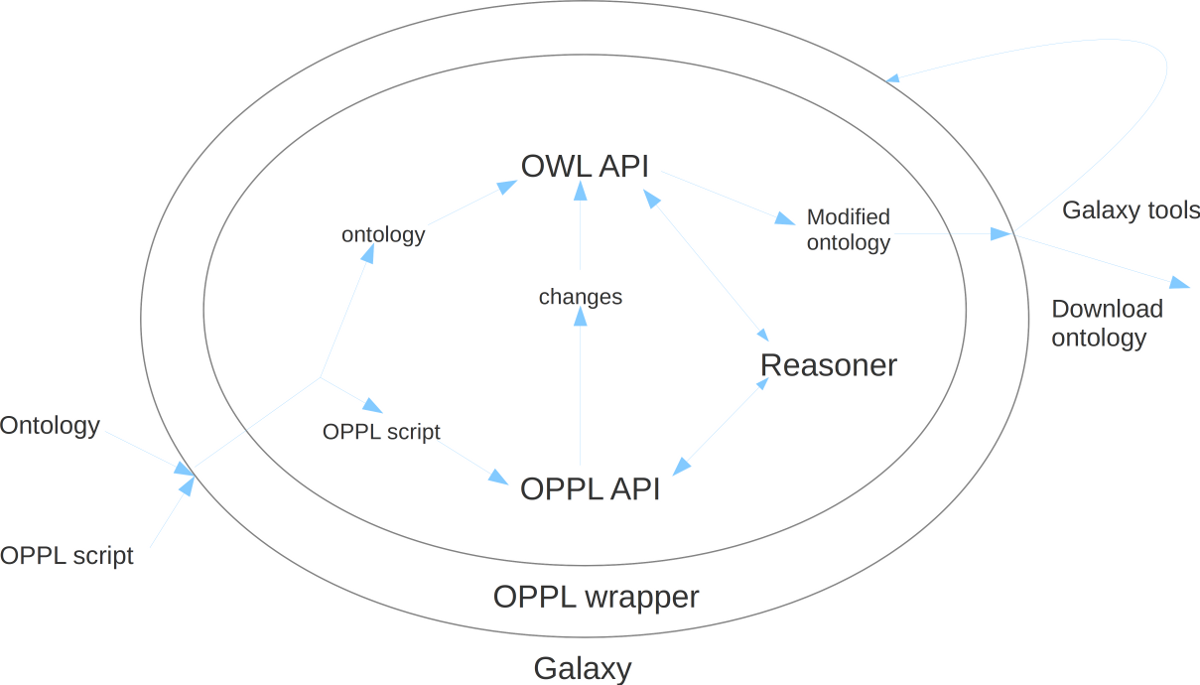 OWL API
Modified
ontology
Galaxy tools
ontology
changes
Download
ontology
Reasoner
Ontology
OPPL script
OPPL API
OPPL script
OPPL wrapper
Galaxy